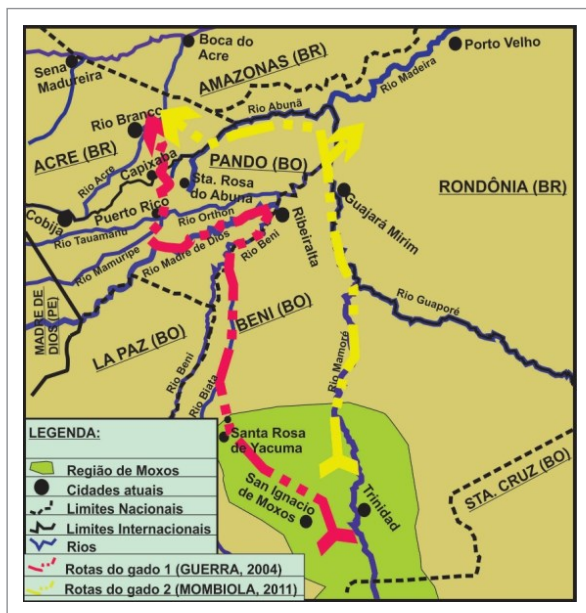 Boca do
Acre
Sena
Madureira
AMAZONAS (BR)
Porto Velho
Rio Madeira
Rio Abunã
Rio Branco
ACRE (BR)
Capixaba
PANDO (BO)
Rio Acre
Sta. Rosa
do Abuna
RONDÔNIA (BR)
Guajará Mirim
Cobija
Puerto Rico
Rio Orthon
Ribeiralta
Rio Tauamanu
Rio Mamuripe
Rio Madre de Dios
Rio Beni
MADRE DE
DIOS (PE)
Rio Guaporé
LA PAZ (BO)
BENI (BO)
Rio Beni
Rio Biata
Rio Mamoré
LEGENDA:
Santa Rosa
de Yacuma
STA. CRUZ (BO)
San Ignacio
de Moxos
Trinidad
Região de Moxos
Cidades atuais
Limites Nacionais
Limites Internacionais
Rios
Rotas do gado 1 (GUERRA, 2004)
Rotas do gado 2 (MOMBIOLA, 2011)